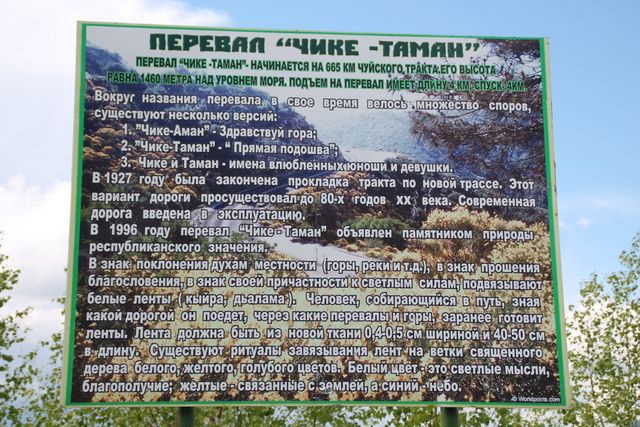 ПЕРЕВАЛ "ЧИКЕ -ТАМАН"
ПЕРЕВАЛ "ЧИКЕ -ТАМАН"- НАЧИНАЕТСЯ НА 665 КМ ЧУЙСКОГО ТРАКТА.ЕГО ВЫСОТА
РАВНА 1460 МЕТРА НАД УРОВНЕМ МОРЯ. ПОДЪЕМ НА ПЕРЕВАЛ ИМЕЕТ ДЛИНУ 4 КМ, СПУСК- 4КМ.
Вокруг названия перевала в свое время велось множество споров,
существуют несколько версий:
1. "Чике-Аман" - Здравствуй гора;
2. "Чике-Таман" - " Прямая подошва";
3. Чике и Таман - имена влюбленных юноши и девушки.
В 1927 году была закончена прокладка тракта по новой трассе. Этот
вариант дороги просуществовал до 80-х годов XX века. Современная
дорога введена в эксплуатацию.
В 1996 году перевал "Чике - Таман" объявлен памятником природы
республиканского значения.
В знак поклонения духам местности (горы, реки и т.д.), в знак прошения
благословения, в знак своей причастности к светлым силам, подвязывают
белые ленты ( кыйра, дьалама). Человек, собирающийся в путь, зная
какой дорогой он поедет, через какие перевалы и горы, заранее готовит
ленты. Лента должна быть из новой ткани 0,4-0,5 см шириной и 40-50 см
в длину. Существуют ритуалы завязывания лент на ветки священного
дерева белого, желтого, голубого цветов. Белый цвет - это светлые мысли,
благополучие; желтые - связанные с землей, а синий - небо.
© Worldpoints.com